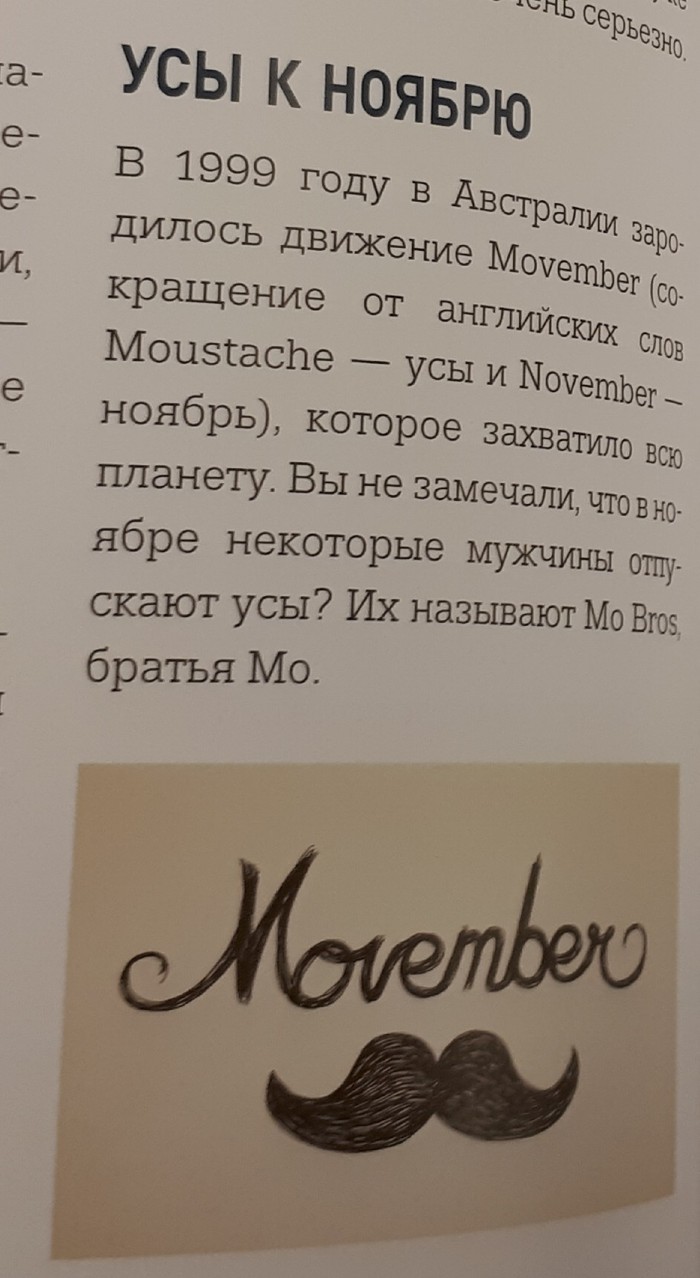 серьезно.
УСЫ К НОЯБРЮ
В 1999 году в Австралии заро-
дилось движение Movember (со-
кращение от английских слов
Moustache — усы и November —
ноябрь), которое захватило всю
планету. Вы не замечали, что в но-
ябре некоторые мужчины отпу-
скают усы? Их называют Mo Bros,
братья Мо.
Movember